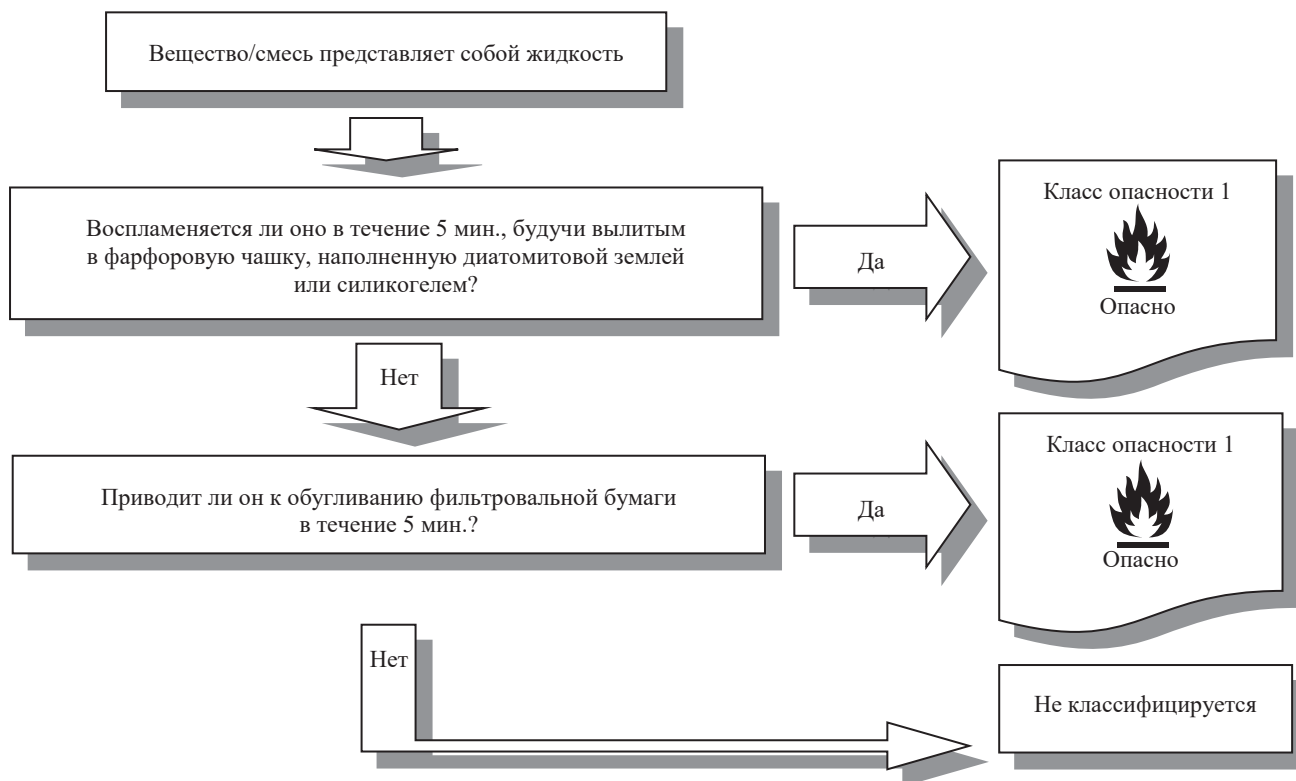 Вещество/смесь представляет собой жидкость
Воспламеняется ли оно в течение 5 мин., будучи вылитым
в фарфоровую чашку, наполненную диатомитовой землей
или силикогелем?
Да
Класс опасности 1
Опасно
Нет
Приводит ли он к обугливанию фильтровальной бумаги
в течение 5 мин.?
Да
Класс опасности 1
Опасно
Нет
Не классифицируется